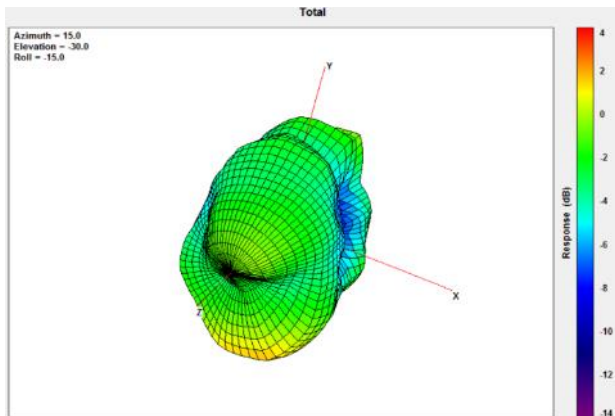 Total
Azimuth = 15.0
Elevation = -30.0
Roll = -15.0
Y
X
Z
Response (dB)
4
2
0
-2
-4
-6
-8
-10
-12
-14